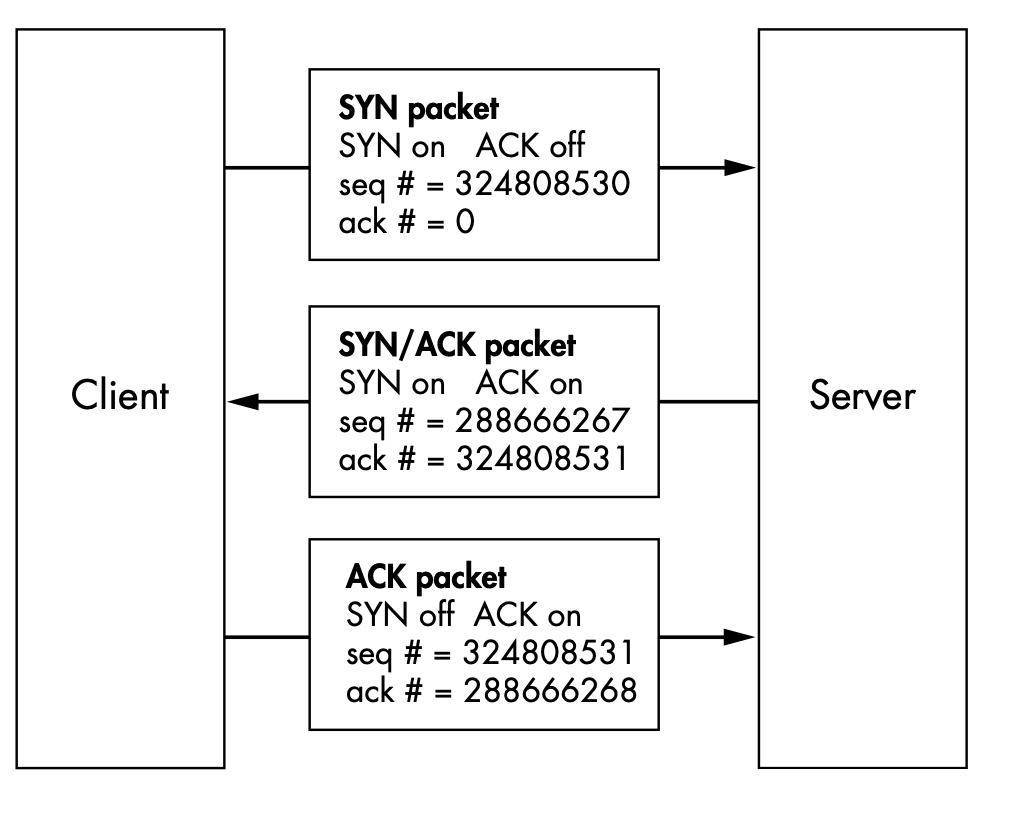 SYN packet
SYN on ACK off
seq # = 324808530
ack # = 0
SYN/ACK packet
SYN on ACK on
seq # = 288666267
ack # = 324808531
Client
Server
ACK packet
SYN off ACK on
seq # = 324808531
ack # = 288666268